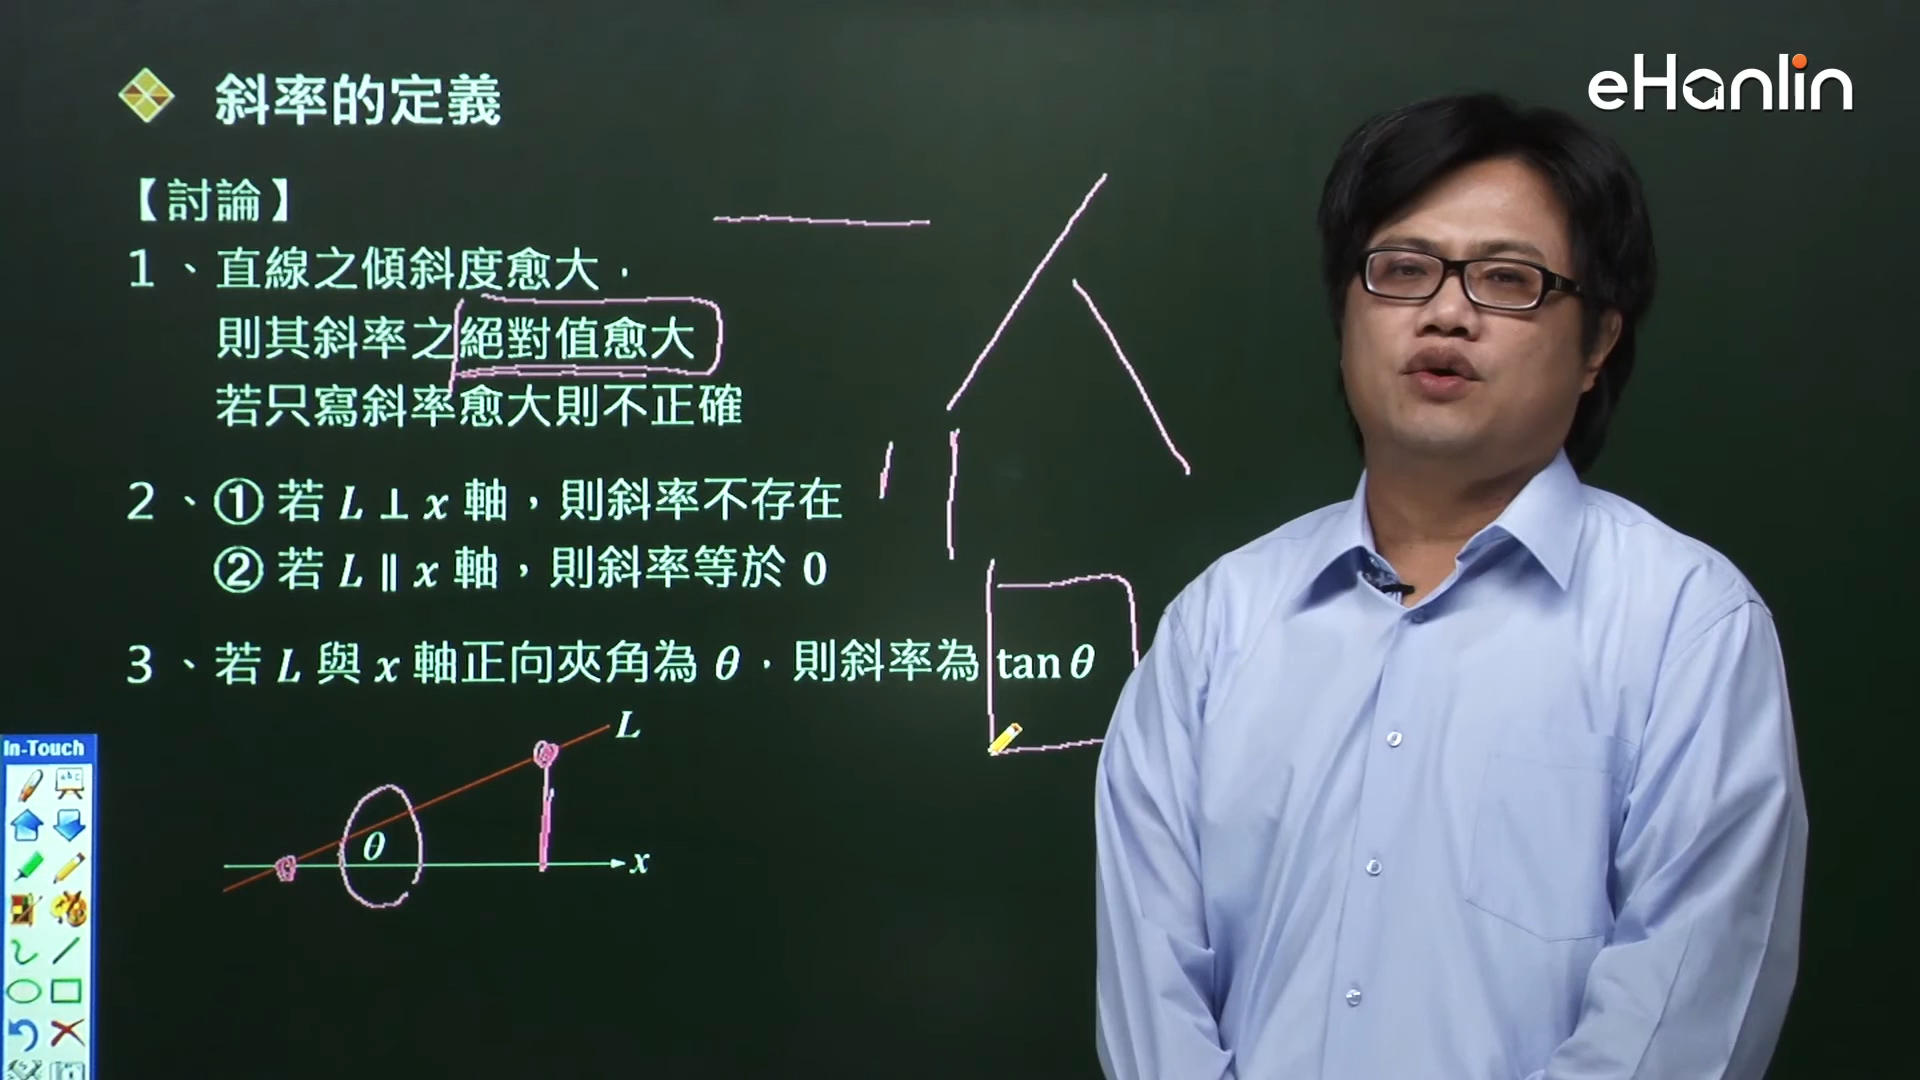 斜率的定義
eHanlin
【討論】
1、直線之傾斜度愈大，
則其斜率之絕對值愈大
若只寫斜率愈大則不正確
2、① 若 L ⊥ x 軸，則斜率不存在
② 若 L ∥ x 軸，則斜率等於 0
3、若 L 與 x 軸正向夾角為 θ，則斜率為 tan θ
L
θ
x
In-Touch
abc